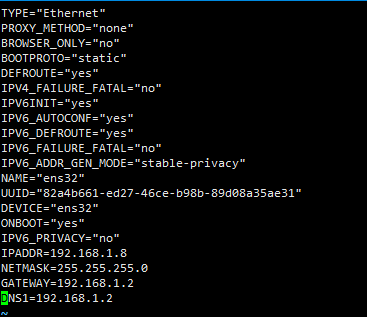 TYPE="Ethernet"
PROXY_METHOD="none"
BROWSER_ONLY="no"
BOOTPROTO="static"
DEFROUTE="yes"
IPV4_FAILURE_FATAL="no"
IPV6INIT="yes"
IPV6_AUTOCONF="yes"
IPV6_DEFROUTE="yes"
IPV6_FAILURE_FATAL="no"
IPV6_ADDR_GEN_MODE="stable-privacy"
NAME="ens32"
UUID="82a4b661-ed27-46ce-b98b-89d08a35ae31"
DEVICE="ens32"
ONBOOT="yes"
IPV6_PRIVACY="no"
IPADDR=192.168.1.8
NETMASK=255.255.255.0
GATEWAY=192.168.1.2
DNS1=192.168.1.2
~